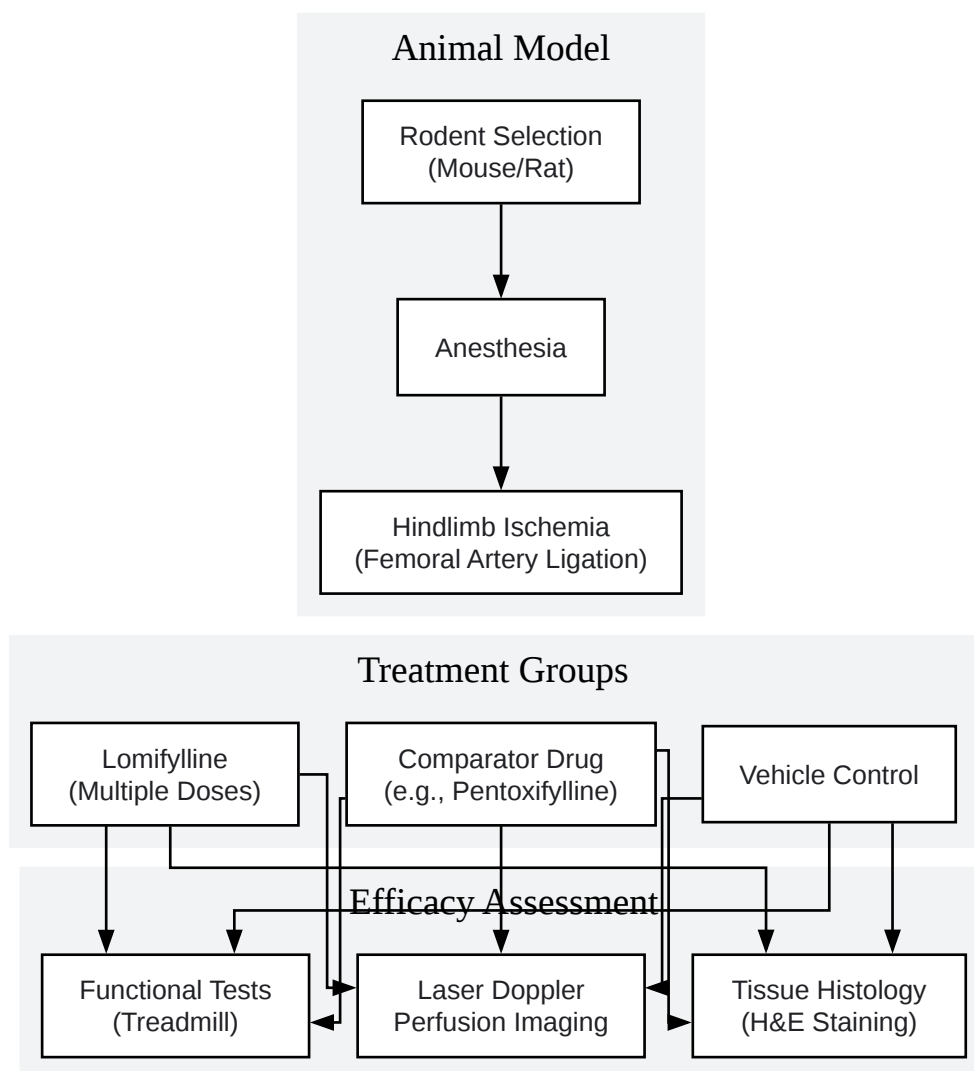 Animal Model
Rodent Selection
(Mouse/Rat)
Anesthesia
Hindlimb Ischemia
(Femoral Artery Ligation)
Treatment Groups
Lomifylline
(Multiple Doses)
Comparator Drug
(e.g., Pentoxifylline)
Vehicle Control
Efficacy Assessment
Functional Tests
(Treadmill)
Laser Doppler
Perfusion Imaging
Tissue Histology
(H&E Staining)